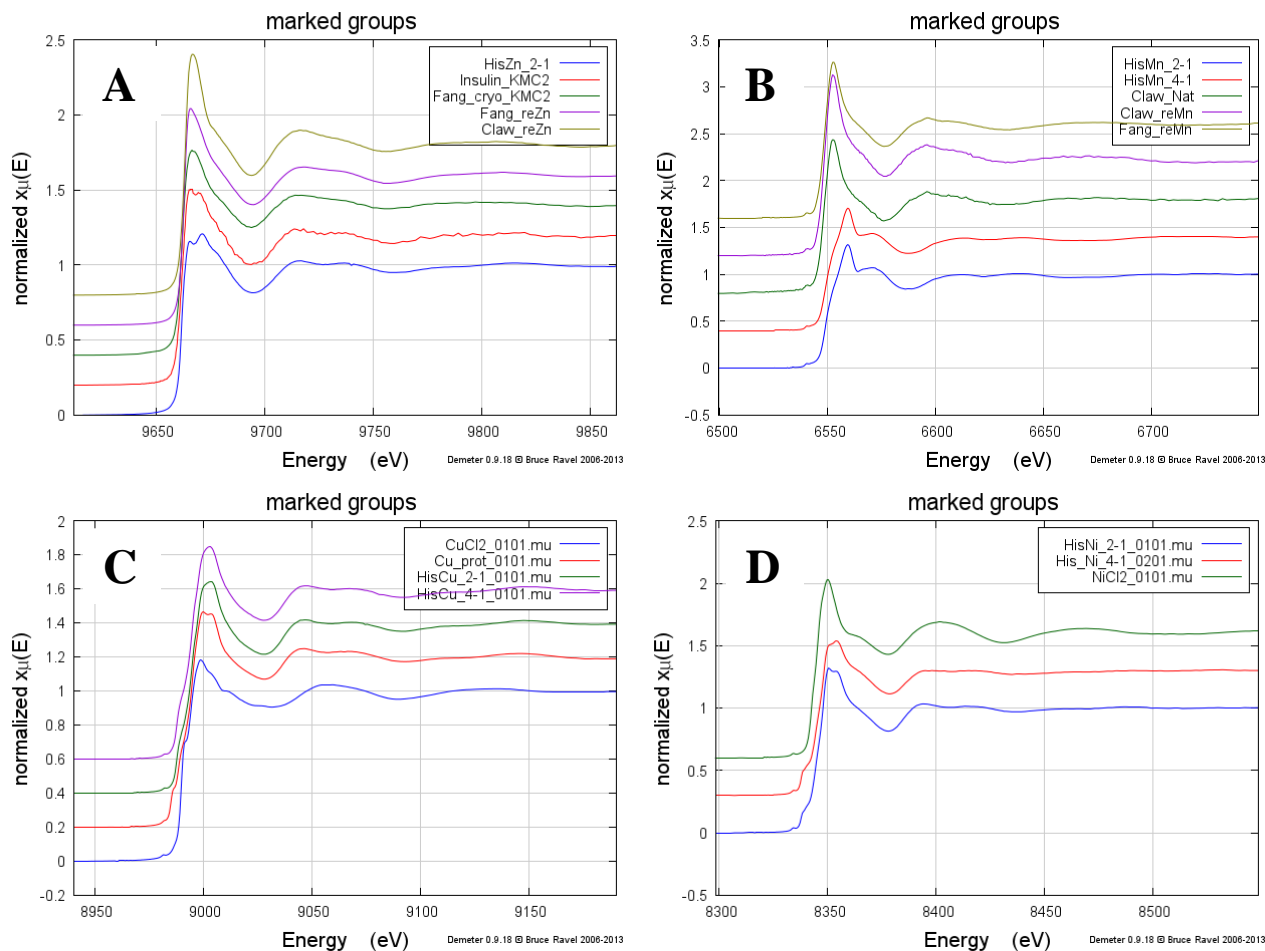 marked groups
A
HisZn_2-1
Insulin_KMC2
Fang_cryo_KMC2
Fang_reZn
Claw_reZn
normalized xμ(E)
2.5
2
1.5
1
0.5
0
9650 9700 9750 9800 9850
Energy (eV)
Demeter 0.9.18 © Bruce Ravel 2006-2013
marked groups
B
HisMn_2-1
HisMn_4-1
Claw_Nat
Claw_reMn
Fang_reMn
normalized xμ(E)
3.5
3
2.5
2
1.5
1
0.5
0
-0.5
6500 6550 6600 6650 6700
Energy (eV)
Demeter 0.9.18 © Bruce Ravel 2006-2013
marked groups
C
CuCl2_0101.mu
Cu_prot_0101.mu
HisCu_2-1_0101.mu
HisCu_4-1_0101.mu
normalized xμ(E)
2
1.8
1.6
1.4
1.2
1
0.8
0.6
0.4
0.2
0
-0.2
8950 9000 9050 9100 9150
Energy (eV)
Demeter 0.9.18 © Bruce Ravel 2006-2013
marked groups
D
HisNi_2-1_0101.mu
His_Ni_4-1_0201.mu
NiCl2_0101.mu
normalized xμ(E)
2.5
2
1.5
1
0.5
0
-0.5
8300 8350 8400 8450 8500
Energy (eV)
Demeter 0.9.18 © Bruce Ravel 2006-2013